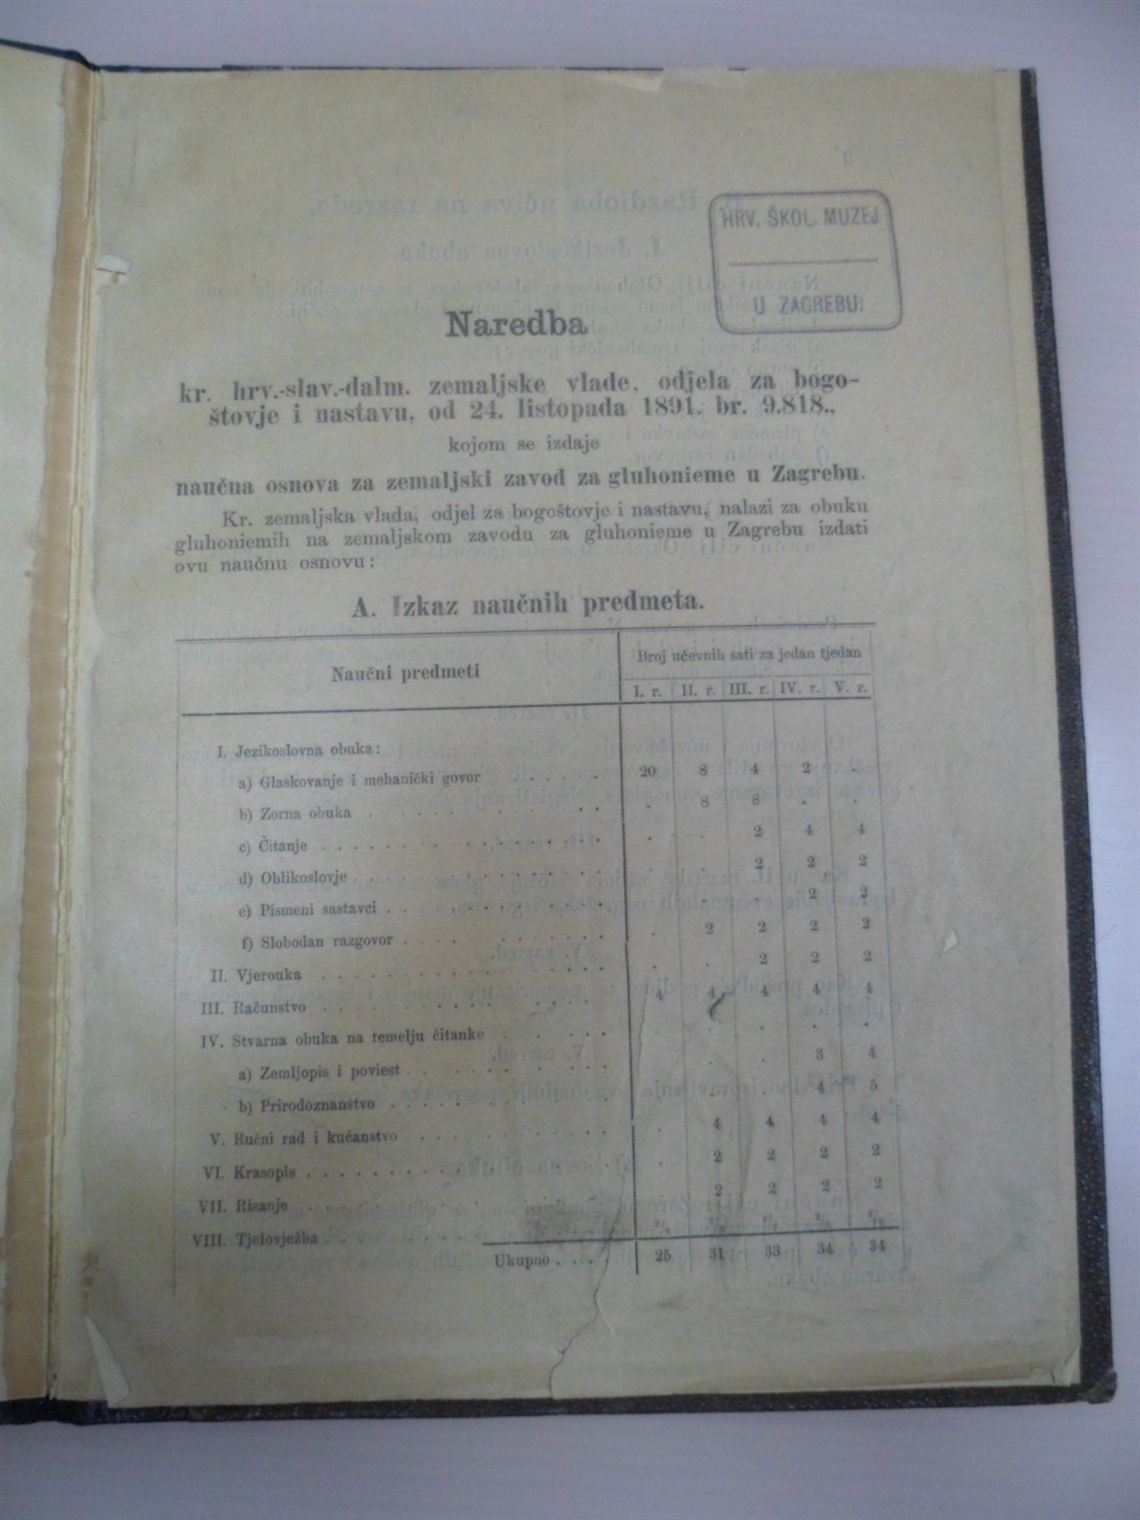 HRV. ŠKOL. MUZEJ
U ZAGREBU.
Naredba
kr. hrv.-slav.-dalm. zemaljske vlade, odjela za bogo-
štovje i nastavu, od 24. listopada 1891. br. 9.818.,
kojom se izdaje
naučna osnova za zemaljski zavod za gluhonieme u Zagrebu.
Kr. zemaljska vlada, odjel za bogoštovje i nastavu, nalazi za obuku
gluhoniemih na zemaljskom zavodu za gluhonieme u Zagrebu izdati
ovu naučnu osnovu:
A. Izkaz naučnih predmeta.
Naučni predmeti
Broj učevnih sati za jedan tjedan
I. r. II. r. III. r. IV. r. V. r.
I. Jezikoslovna obuka:
a) Glaskovanje i mehanički govor . . . . 20 8 4 2 .
b) Zorna obuka . . . . . . . . . . 8 8 . .
c) Čitanje . . . . . . . . . . . . 2 4 4
d) Oblikoslovje . . . . . . . . . . 2 2 2
e) Pismeni sastavci . . . . . . . . 2 2
f) Slobodan razgovor . . . . . . . . 2 2 2 2
II. Vjerouka . . . . . . . . . . . . 2 2 2
III. Računstvo . . . . . . . . . . . 4 4 4 4 4
IV. Stvarna obuka na temelju čitanke . . . . . . . . .
a) Zemljopis i poviest . . . . . . . . . . 3 4
b) Prirodoznanstvo . . . . . . . . 4 5
V. Ručni rad i kućanstvo . . . . . . . . 4 4 4 4
VI. Krasopis . . . . . . . . . . . 2 2 2 2
VII. Risanje . . . . . . . . . . . 2 2 2 2
VIII. Tjelovježba . . . . . . . . . .
Ukupno . . . . 25 31 33 34 34